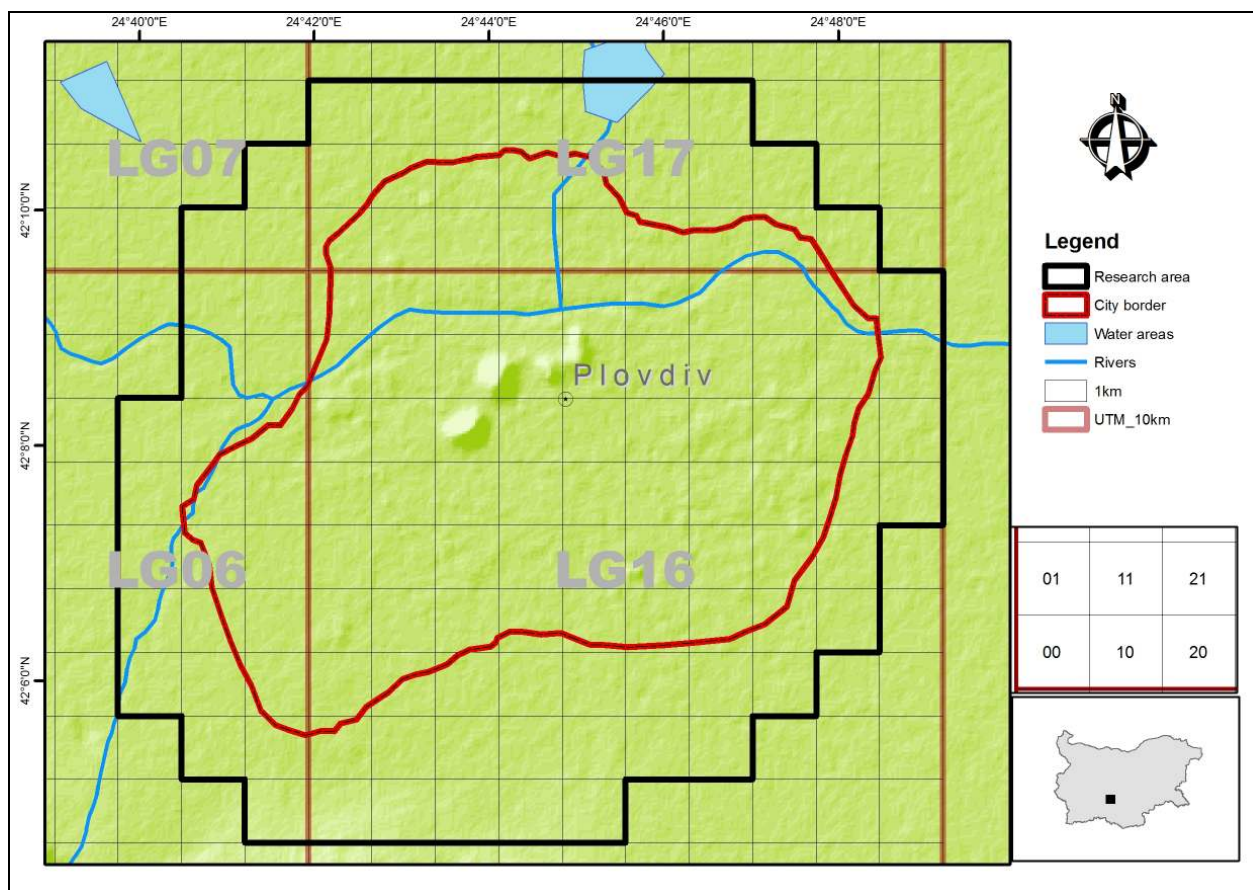 24°40'0"E 24°42'0"E 24°44'0"E 24°46'0"E 24°48'0"E
N
LG07 LG17
42°10'0"N
Legend
Research area
City border
Water areas
Rivers
1km
UTM_10km
Plovdiv
42°8'0"N
LG06 LG16
01 11 21
00 10 20
42°6'0"N